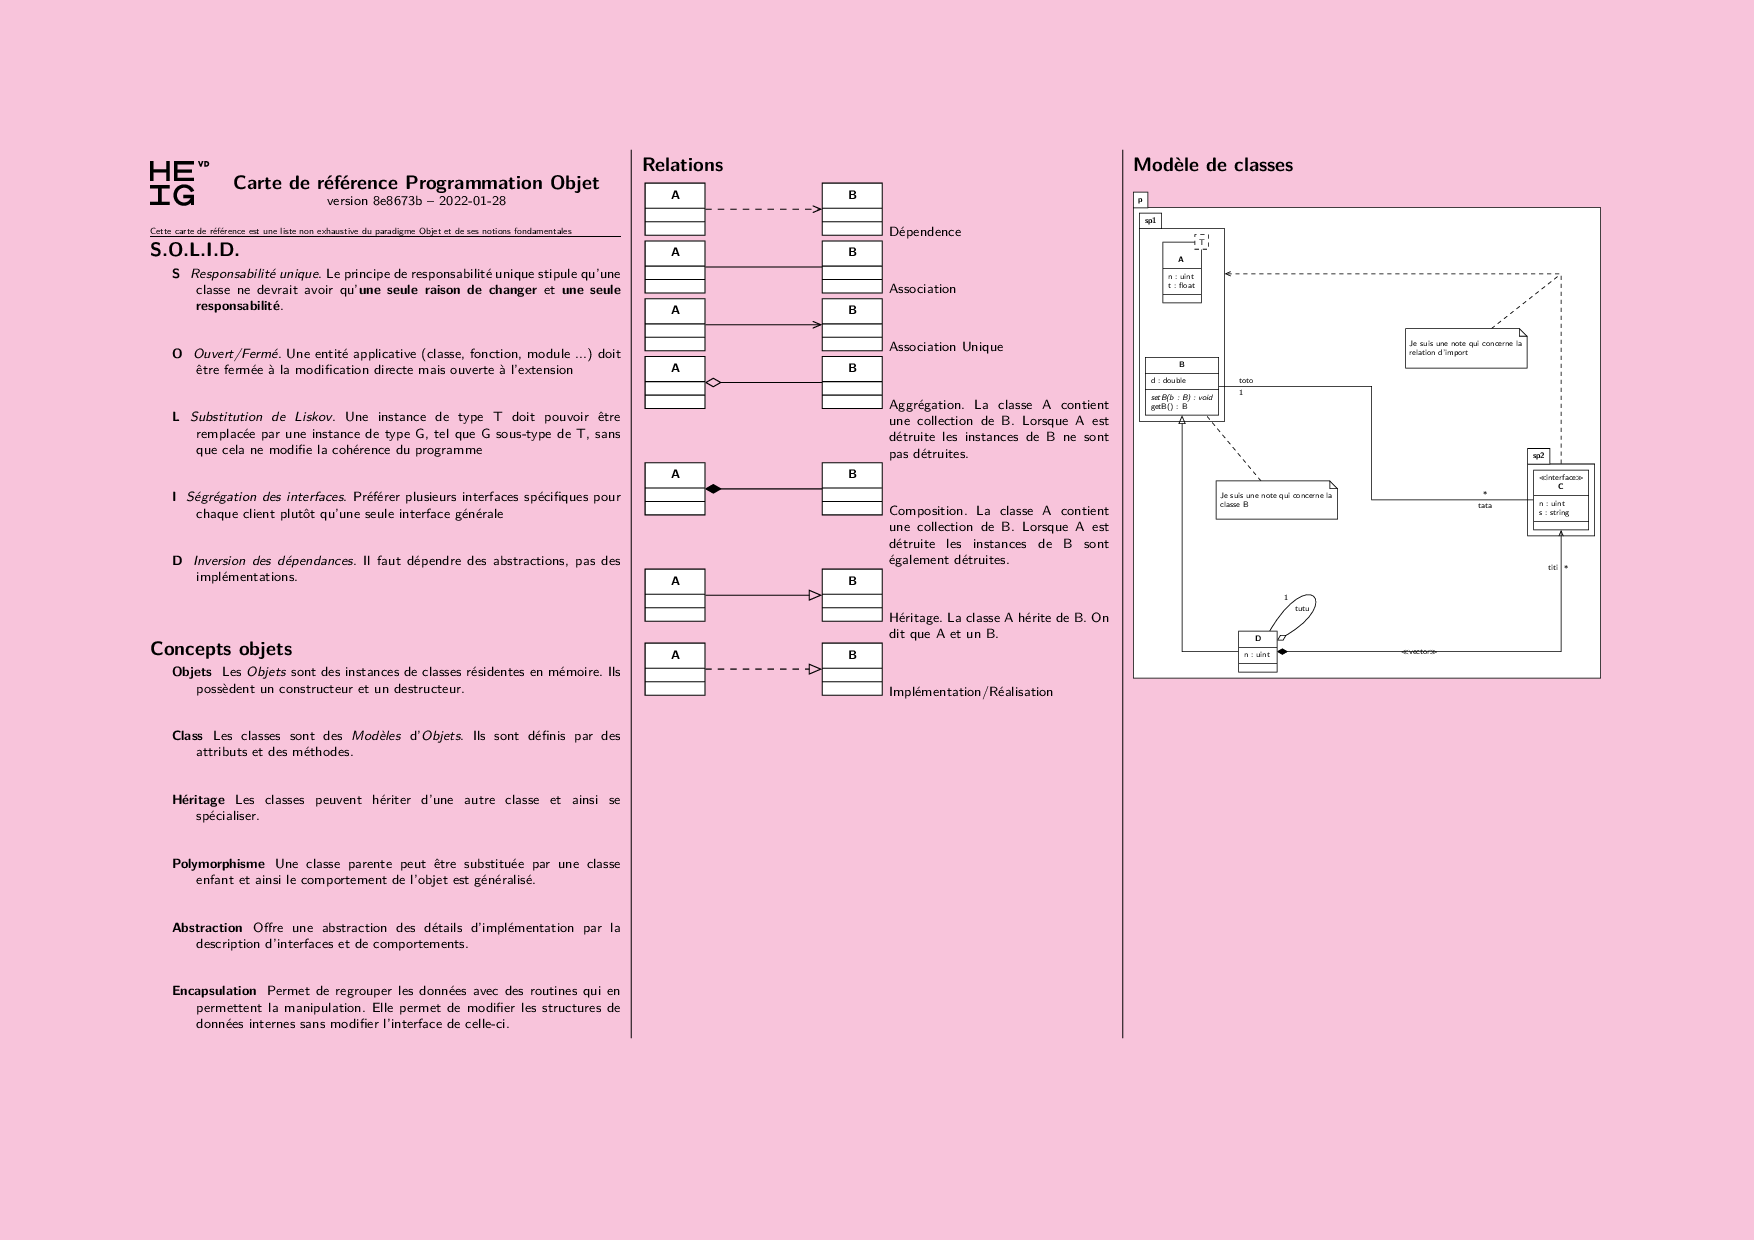 HE VD
IG
Carte de référence Programmation Objet
version 8e8673b – 2022-01-28
Cette carte de référence est une liste non exhaustive du paradigme Objet et de ses notions fondamentales
S.O.L.I.D.
S Responsabilité unique. Le principe de responsabilité unique stipule qu'une
classe ne devrait avoir qu'une seule raison de changer et une seule
responsabilité.
O Ouvert/Fermé. Une entité applicative (classe, fonction, module ...) doit
être fermée à la modification directe mais ouverte à l'extension
L Substitution de Liskov. Une instance de type T doit pouvoir être
remplacée par une instance de type G, tel que G sous-type de T, sans
que cela ne modifie la cohérence du programme
I Ségrégation des interfaces. Préférer plusieurs interfaces spécifiques pour
chaque client plutôt qu'une seule interface générale
D Inversion des dépendances. Il faut dépendre des abstractions, pas des
implémentations.
Concepts objets
Objets Les Objets sont des instances de classes résidentes en mémoire. Ils
possèdent un constructeur et un destructeur.
Class Les classes sont des Modèles d'Objets. Ils sont définis par des
attributs et des méthodes.
Héritage Les classes peuvent hériter d'une autre classe et ainsi se
spécialiser.
Polymorphisme Une classe parente peut être substituée par une classe
enfant et ainsi le comportement de l'objet est généralisé.
Abstraction Offre une abstraction des détails d'implémentation par la
description d'interfaces et de comportements.
Encapsulation Permet de regrouper les données avec des routines qui en
permettent la manipulation. Elle permet de modifier les structures de
données internes sans modifier l'interface de celle-ci.
Relations
A B
Dépendence
A B
Association
A B
Association Unique
A B
Aggrégation. La classe A contient
une collection de B. Lorsque A est
détruite les instances de B ne sont
pas détruites.
A B
Composition. La classe A contient
une collection de B. Lorsque A est
détruite les instances de B sont
également détruites.
A B
Héritage. La classe A hérite de B. On
dit que A et un B.
A B
Implémentation/Réalisation
Modèle de classes
p
sp1
T
A
n : uint
t : float
Je suis une note qui concerne la
relation d'import
B
d : double
setB(b : B) : void
getB() : B
toto
1
sp2
≪interface≫
C
n : uint
s : string
*
tata
Je suis une note qui concerne la
classe B
titi *
1
tutu
D
n : uint
≪vector≫